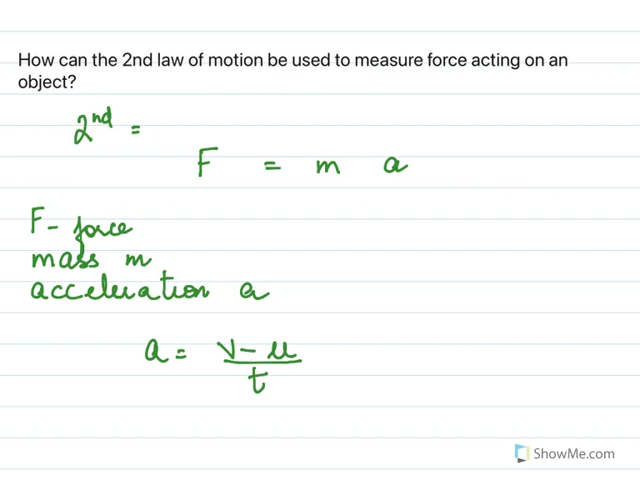 How can the 2nd law of motion be used to measure force acting on an
object?
2nd =
F = m a
F - force
mass m
acceleration a
a = v - u
t
ShowMe.com